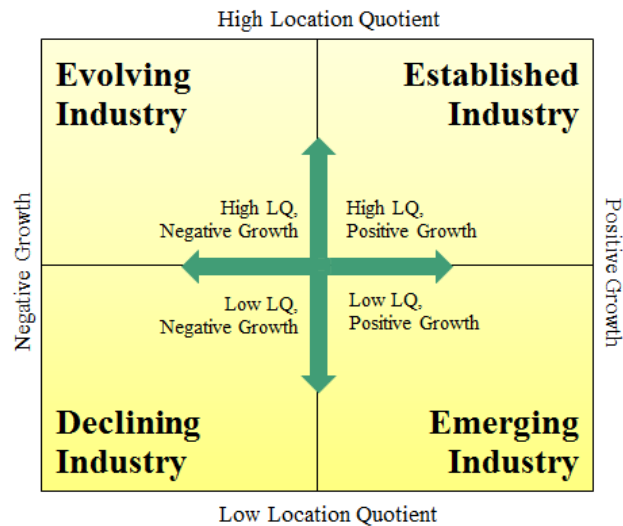 High Location Quotient
Evolving
Industry
Established
Industry
High LQ,
Negative Growth
High LQ,
Positive Growth
Negative Growth
Positive Growth
Low LQ,
Negative Growth
Low LQ,
Positive Growth
Declining
Industry
Emerging
Industry
Low Location Quotient